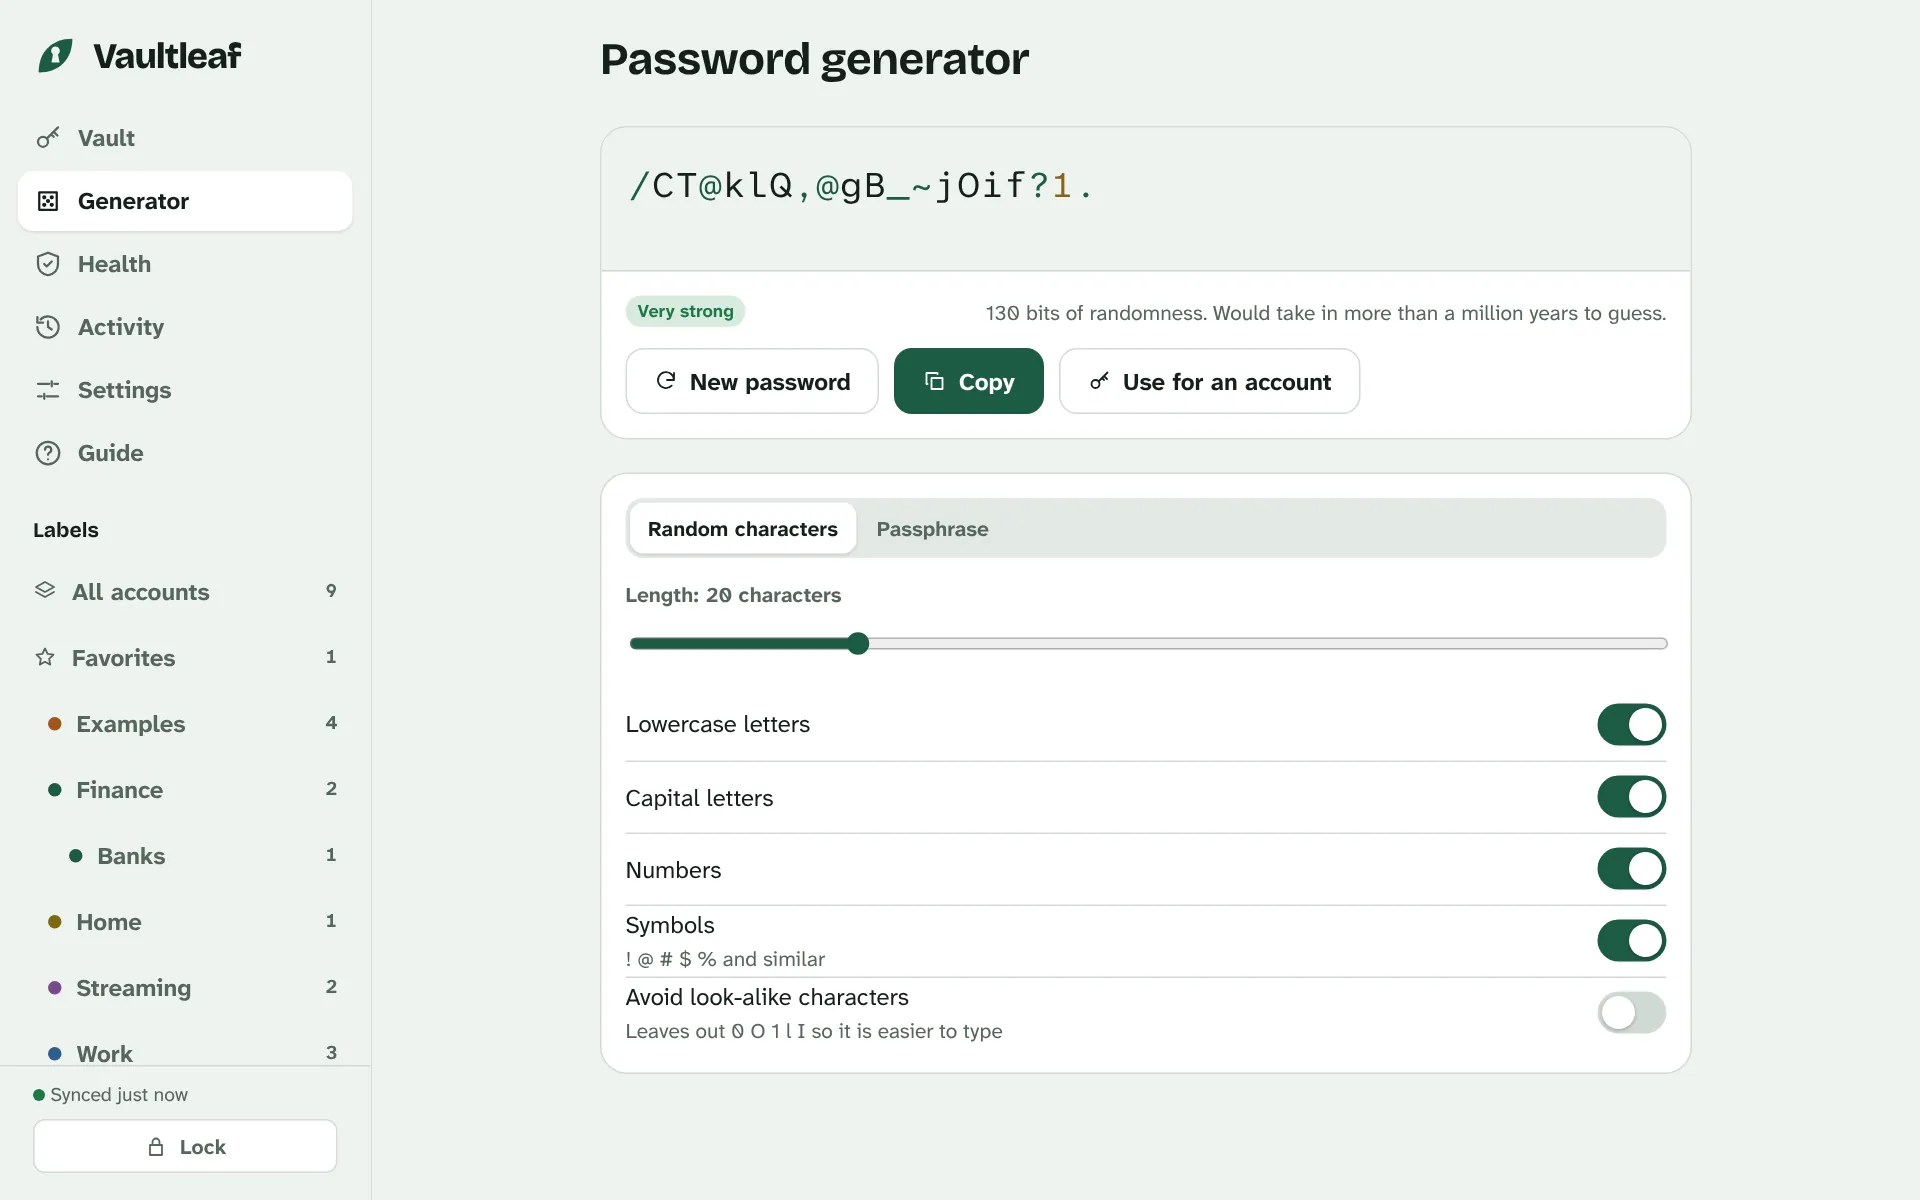 Vaultleaf
Vault
Generator
Health
Activity
Settings
Guide
Labels
All accounts 9
Favorites 1
Examples 4
Finance 2
Banks 1
Home 1
Streaming 2
Work 3
Synced just now
Lock
Password generator
/CT@klQ,@gB_~jOif?1.
Very strong
130 bits of randomness. Would take in more than a million years to guess.
New password
Copy
Use for an account
Random characters
Passphrase
Length: 20 characters
Lowercase letters
Capital letters
Numbers
Symbols
! @ # $ % and similar
Avoid look-alike characters
Leaves out 0 O 1 l I so it is easier to type